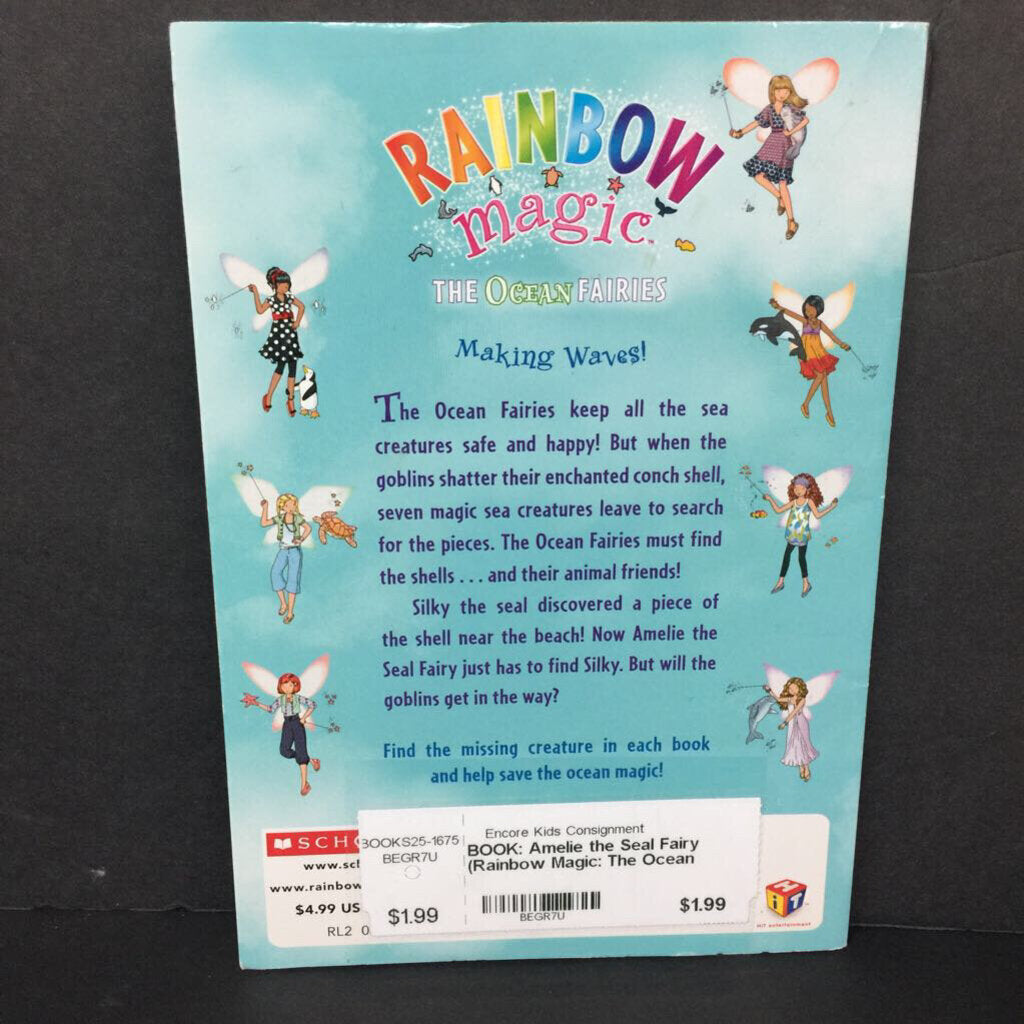 RAINBOW
magic™
THE OCEAN FAIRIES
Making Waves!
The Ocean Fairies keep all the sea
creatures safe and happy! But when the
goblins shatter their enchanted conch shell,
seven magic sea creatures leave to search
for the pieces. The Ocean Fairies must find
the shells . . . and their animal friends!
Silky the seal discovered a piece of
the shell near the beach! Now Amelie the
Seal Fairy just has to find Silky. But will the
goblins get in the way?
Find the missing creature in each book
and help save the ocean magic!
SCHO
www.scl
www.rainbow
$4.99 US
RL2 0
BOOKS25-1675
BEGR7U
$1.99
Encore Kids Consignment
BOOK: Amelie the Seal Fairy
(Rainbow Magic: The Ocean
BEGR7U
$1.99
HiT
HiT entertainment